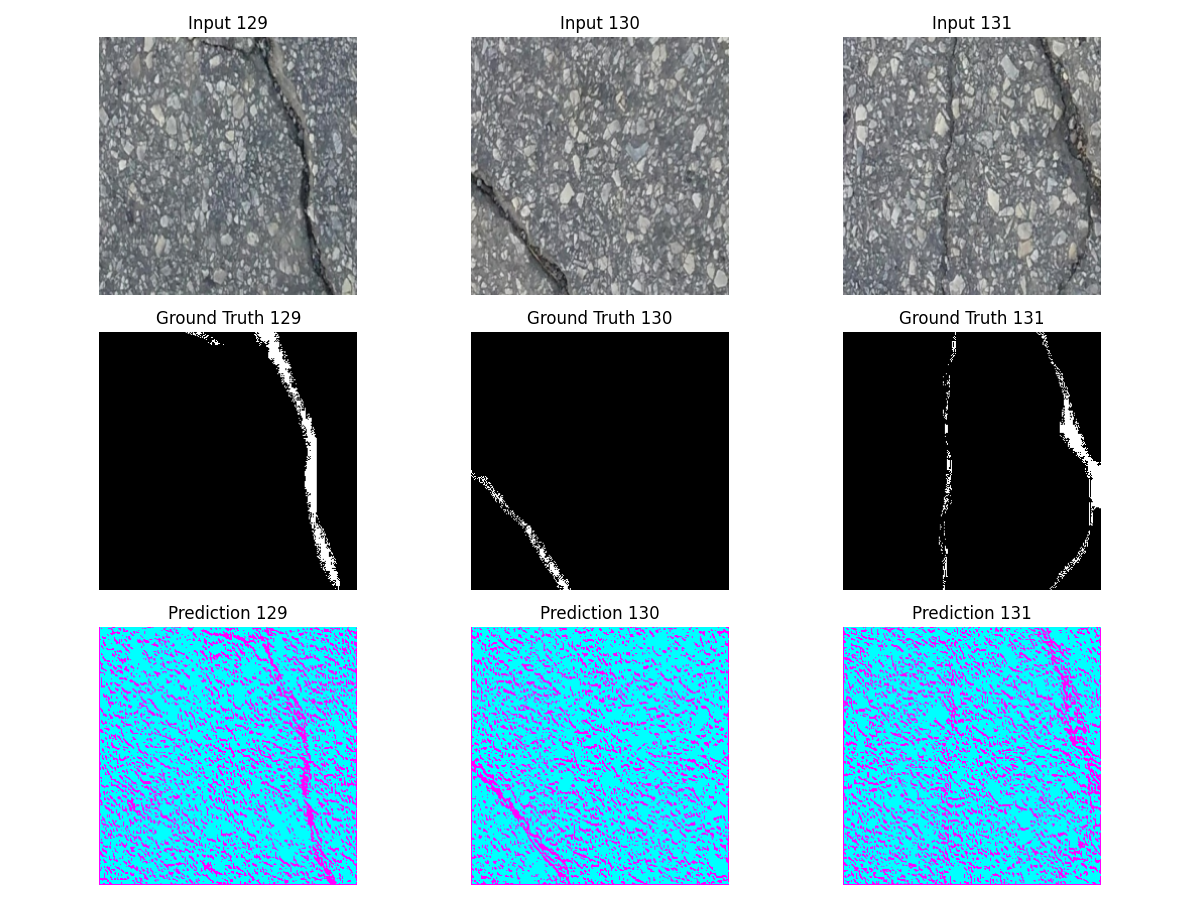 Input 129
Input 130
Input 131
Ground Truth 129
Ground Truth 130
Ground Truth 131
Prediction 129
Prediction 130
Prediction 131